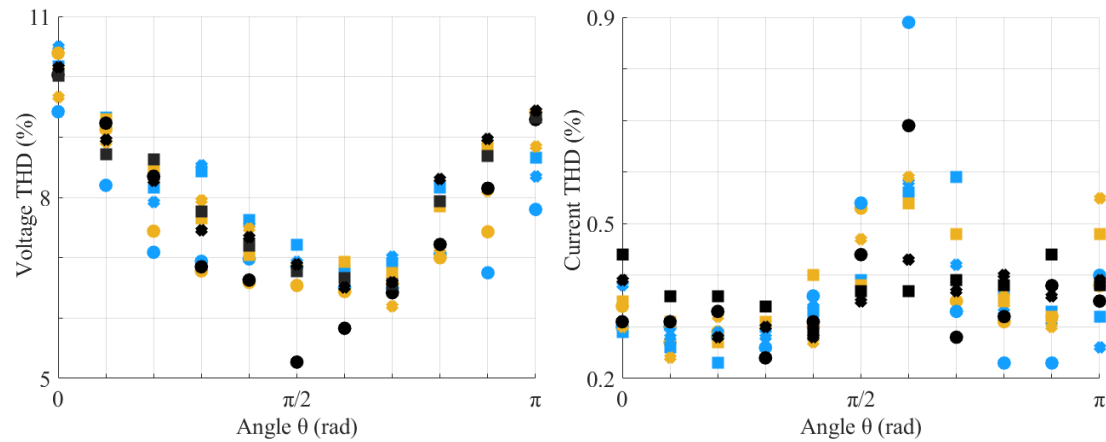 11
8
5
Voltage THD (%)
0
π/2
π
Angle θ (rad)
0.9
0.5
0.2
Current THD (%)
0
π/2
π
Angle θ (rad)